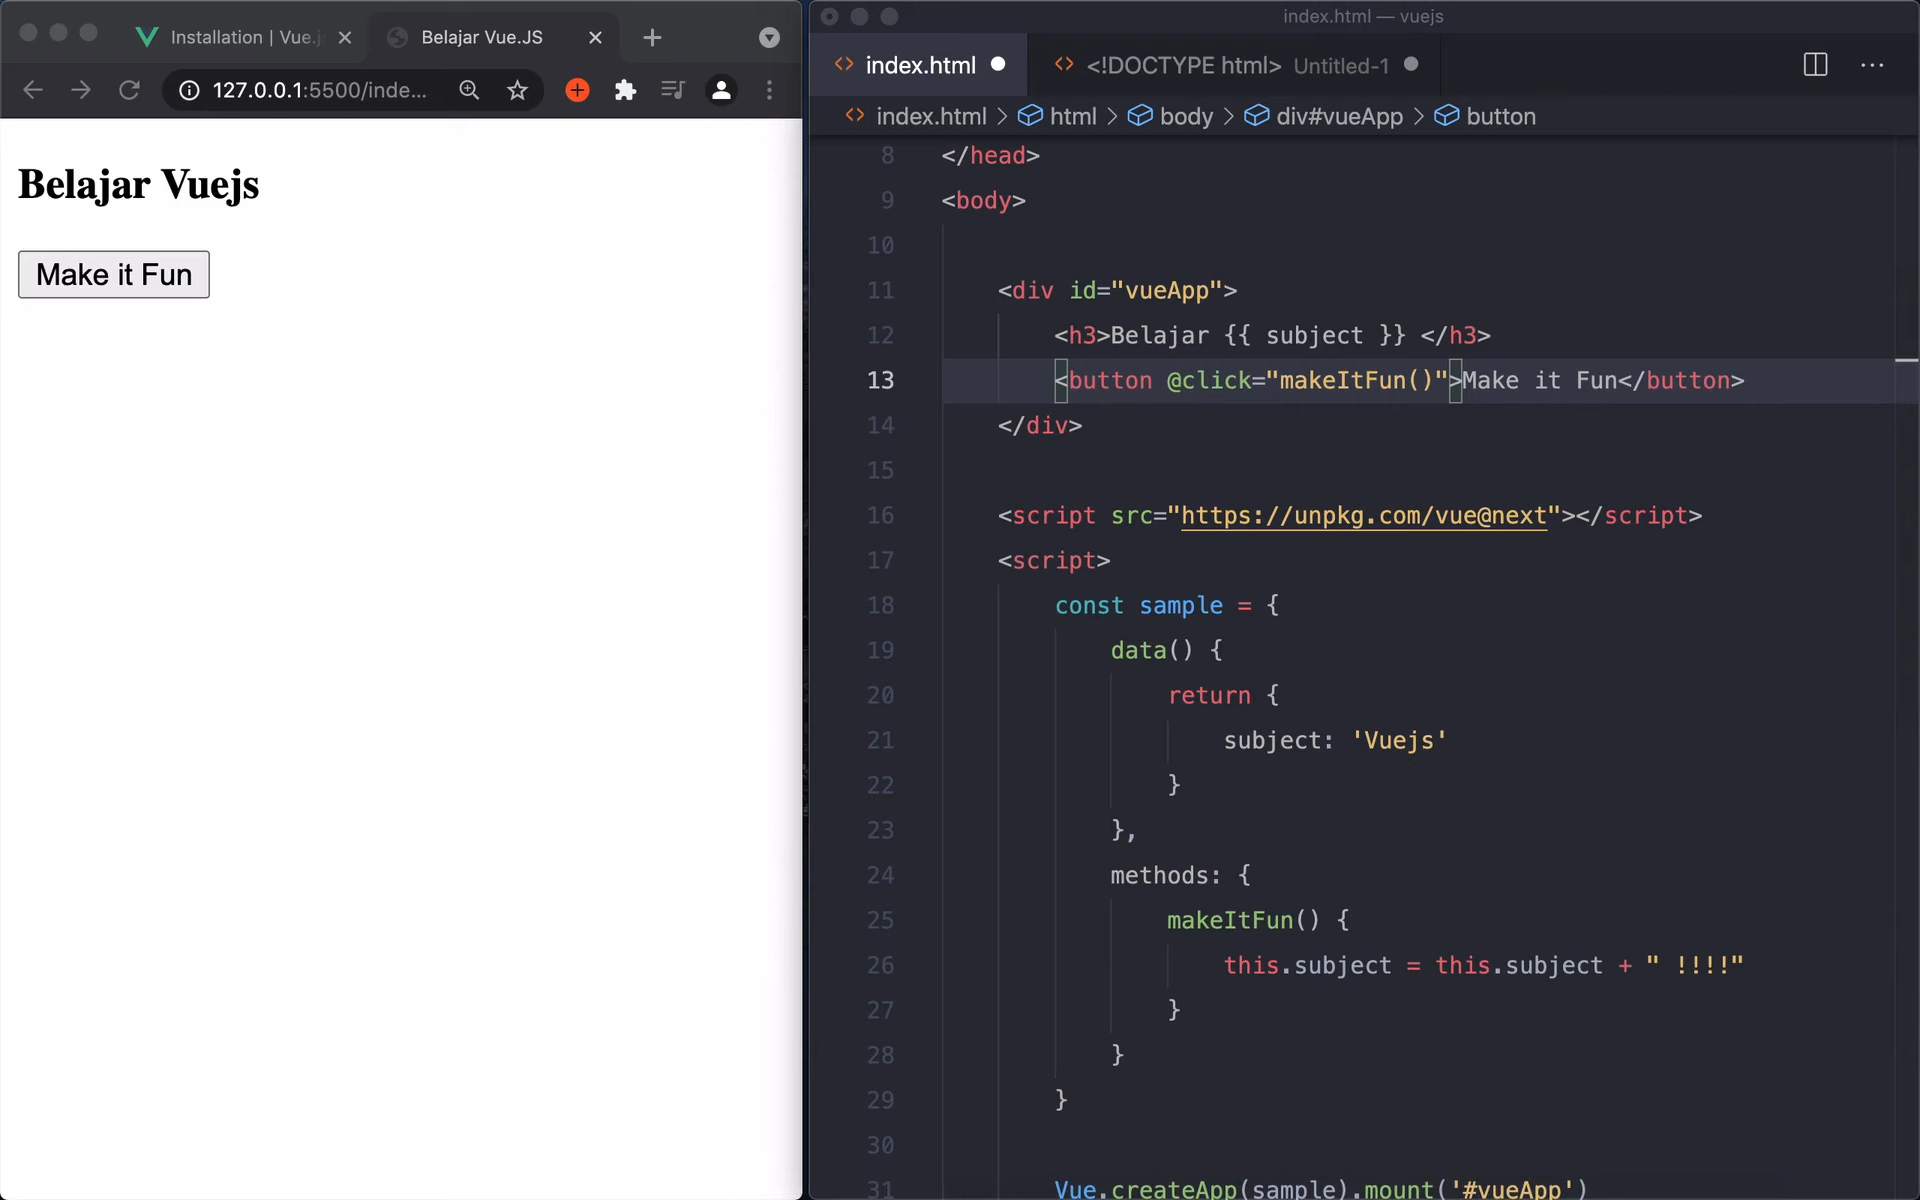 Installation | Vue.j
Belajar Vue.JS
127.0.0.1:5500/inde...
Belajar Vuejs
Make it Fun
index.html — vuejs
index.html
<!DOCTYPE html> Untitled-1
index.html > html > body > div#vueApp > button
8 </head>
9 <body>
10
11 <div id="vueApp">
12 <h3>Belajar {{ subject }} </h3>
13 <button @click="makeItFun()">Make it Fun</button>
14 </div>
15
16 <script src="https://unpkg.com/vue@next"></script>
17 <script>
18 const sample = {
19 data() {
20 return {
21 subject: 'Vuejs'
22 }
23 },
24 methods: {
25 makeItFun() {
26 this.subject = this.subject + " !!!!"
27 }
28 }
29 }
30
31 Vue.createApp(sample).mount('#vueApp')